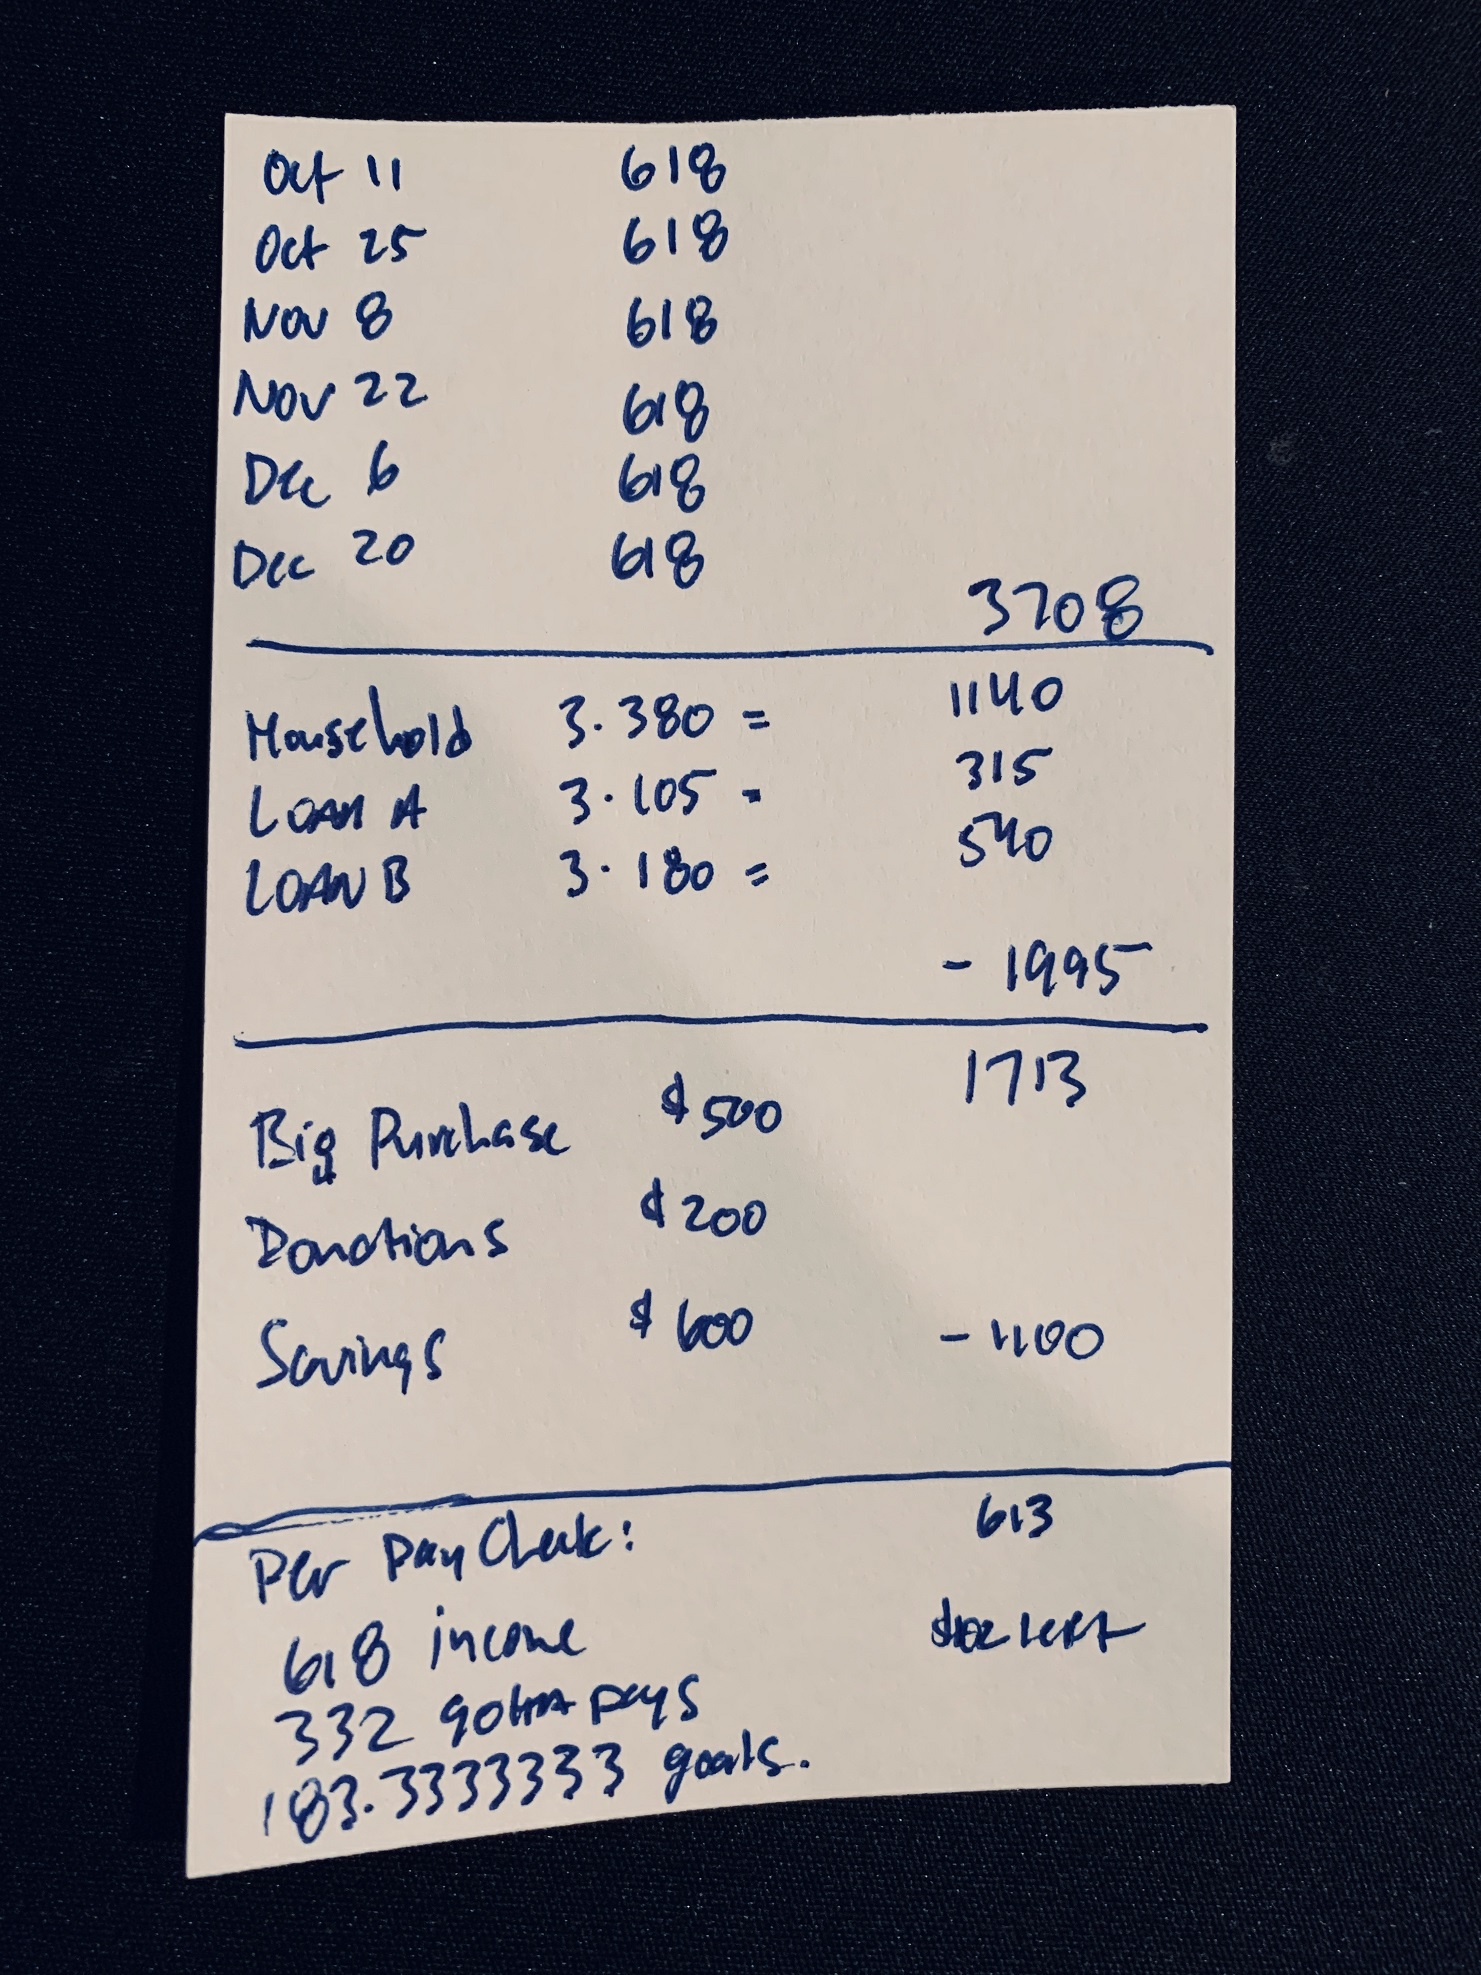 Oct 11 618
Oct 25 618
Nov 8 618
Nov 22 618
Dec 6 618
Dec 20 618
3708
Household 3·380 = 1140
LOAN A 3·105 = 315
LOAN B 3·180 = 540
- 1995
1713
Big Purchase $500
Donations $200
Savings $600 - 1100
613
Per Pay Check:
618 income $102 left
332 gotta pays
183.3333333 goals.